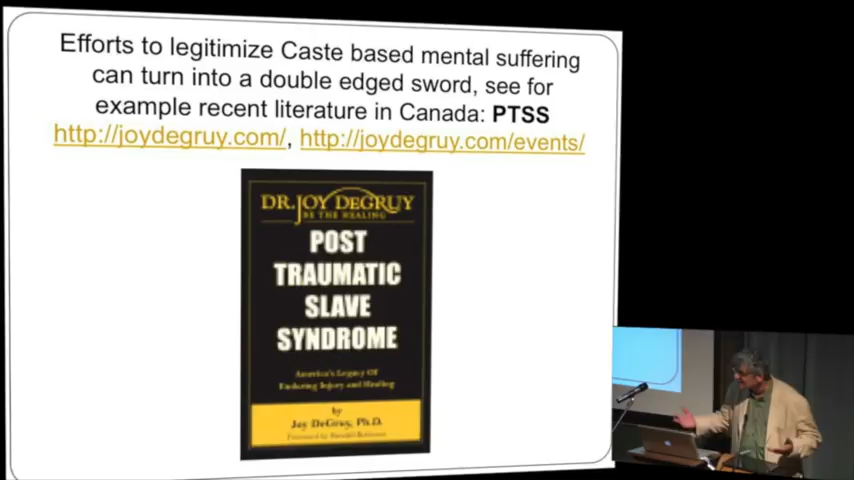 Efforts to legitimize Caste based mental suffering
can turn into a double edged sword, see for
example recent literature in Canada: PTSS
http://joydegruy.com/, http://joydegruy.com/events/
DR. JOY DEGRUY
BE THE HEALING
POST
TRAUMATIC
SLAVE
SYNDROME
America's Legacy Of
Enduring Injury and Healing
by
Joy DeGruy, Ph.D.